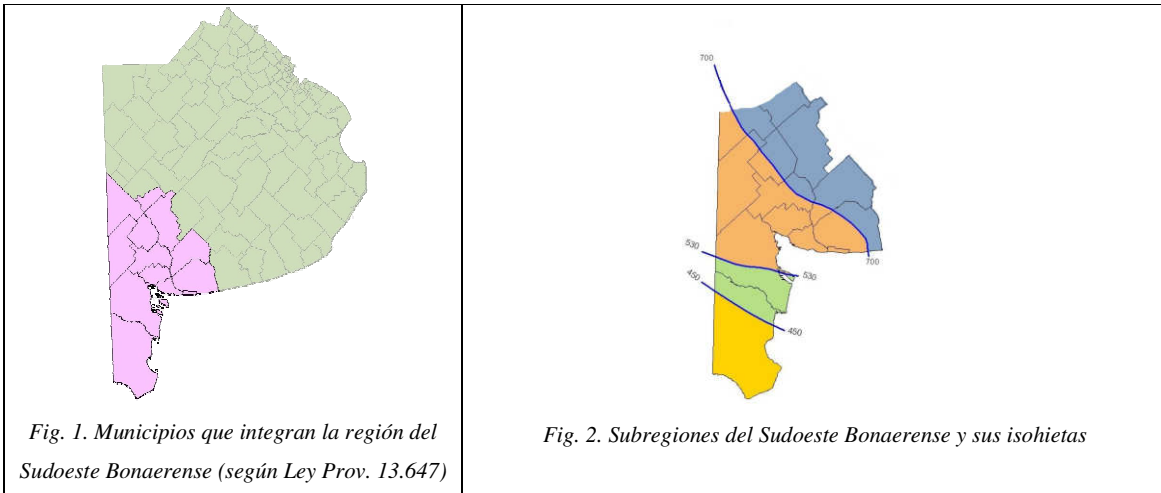 700
530
530
450
450
700
Fig. 1. Municipios que integran la región del
Sudoeste Bonaerense (según Ley Prov. 13.647)
Fig. 2. Subregiones del Sudoeste Bonaerense y sus isohietas